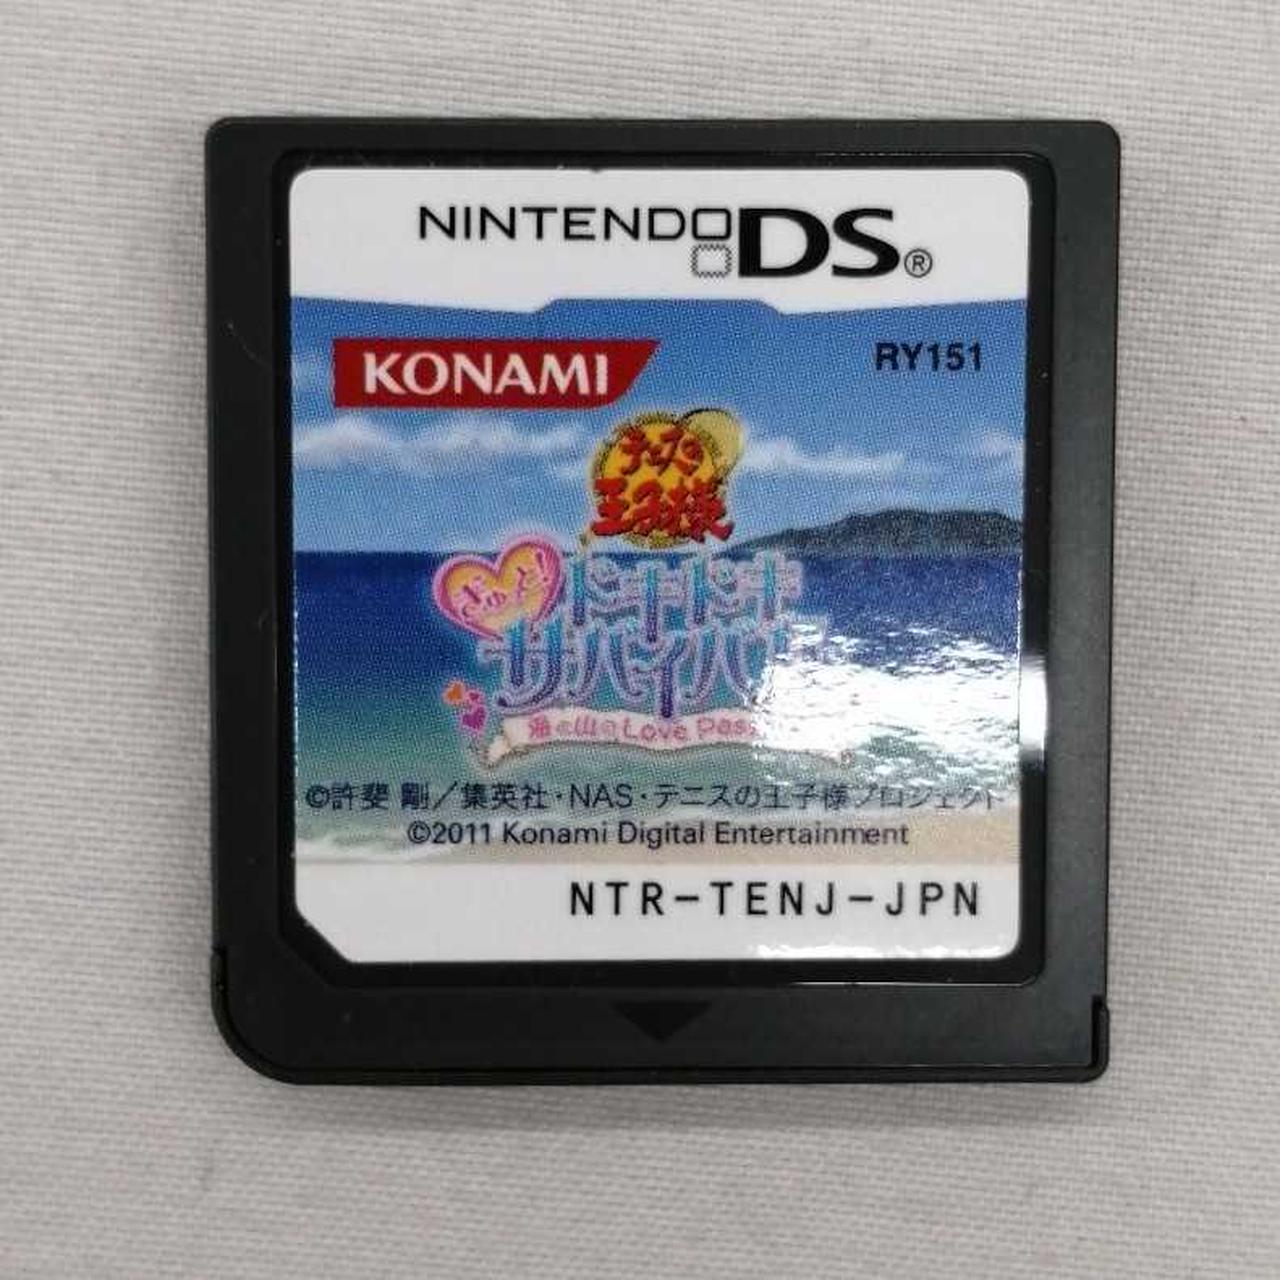 NINTENDO DS®
KONAMI
RY151
テニスの
王子様
ぎゅっと!
ドキドキ
サバイバ
海と山のLove
©許斐 剛／集英社・NAS・テニスの王子様プロジェクト
©2011 Konami Digital Entertainment
NTR-TENJ-JPN